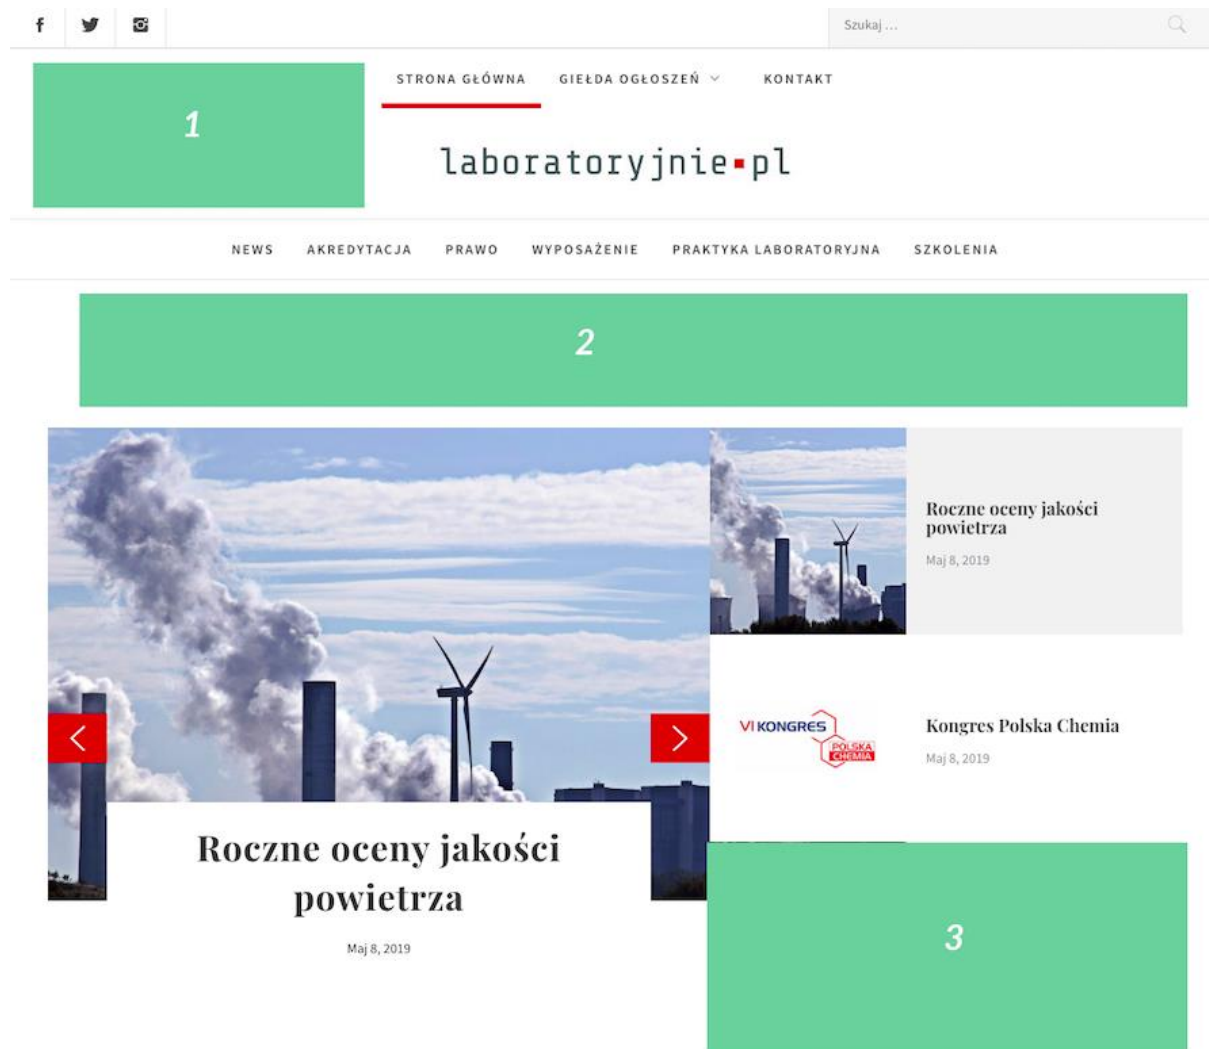 f
Szukaj ...
STRONA GŁÓWNA GIEŁDA OGŁOSZEŃ KONTAKT
1
laboratoryjnie.pl
NEWS AKREDYTACJA PRAWO WYPOSAŻENIE PRAKTYKA LABORATORYJNA SZKOLENIA
2
Roczne oceny jakości
powietrza
Maj 8, 2019
VI KONGRES
POLSKA
CHEMIA
Kongres Polska Chemia
Maj 8, 2019
Roczne oceny jakości
powietrza
Maj 8, 2019
3